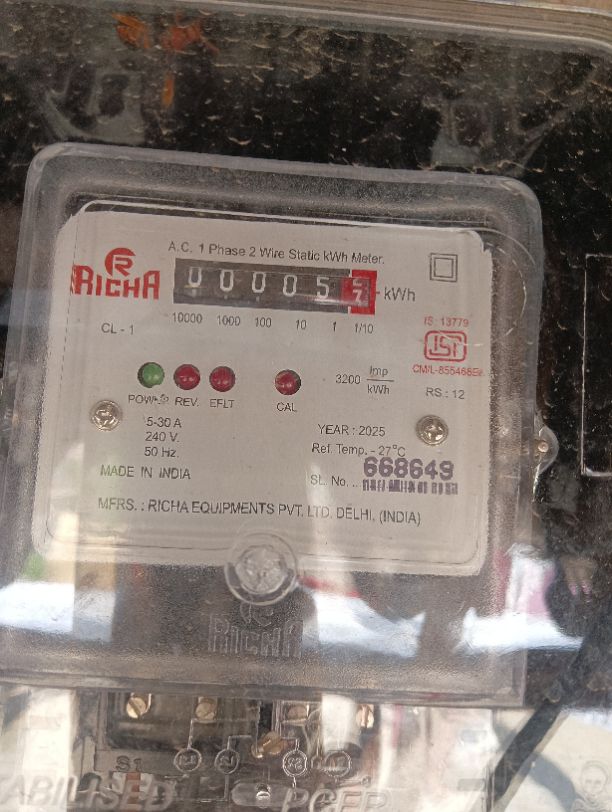 A.C. 1 Phase 2 Wire Static kWh Meter.
RICHA
00005
kWh
10000 1000 100 10 1 1/10
CL - 1
IS: 13779
ISI
RS : 12
3200 Imp/kWh
POWER REV. EFLT CAL
5-30 A
240 V.
50 Hz.
YEAR : 2025
Ref. Temp. - 27°C
MADE IN INDIA
SL. No. .. 668649
MFRS. : RICHA EQUIPMENTS PVT. LTD. DELHI, (INDIA)
RICHA
S1